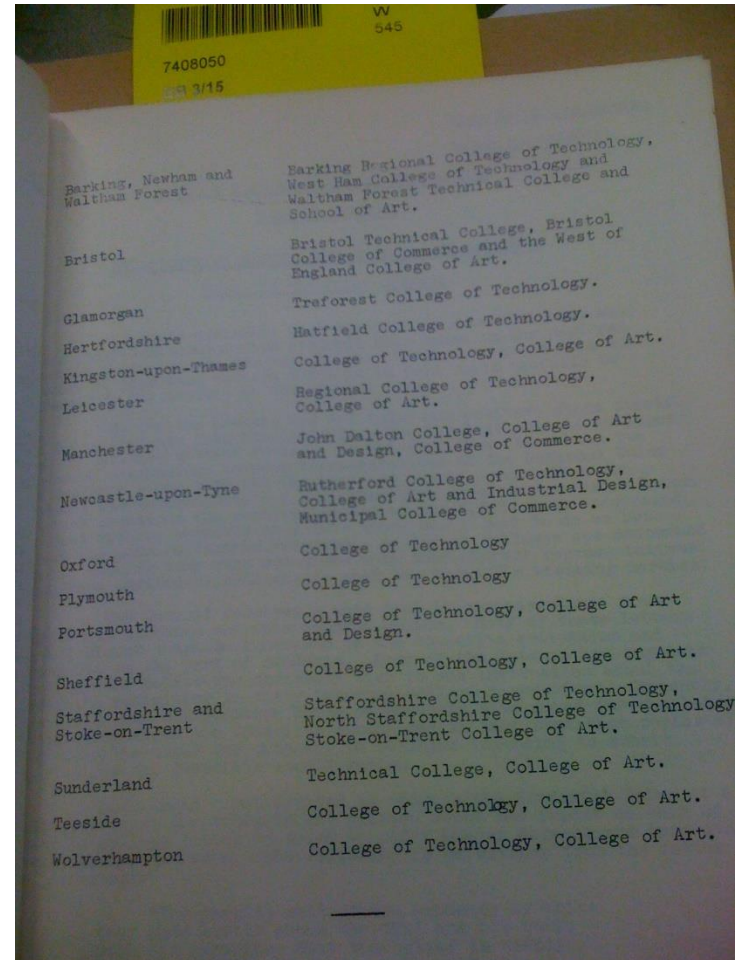 W
545
7408050
3/15
Barking, Newham and
Waltham Forest
Barking Regional College of Technology,
West Ham College of Technology and
Waltham Forest Technical College and
School of Art.
Bristol
Bristol Technical College, Bristol
College of Commerce and the West of
England College of Art.
Glamorgan
Treforest College of Technology.
Hertfordshire
Hatfield College of Technology.
Kingston-upon-Thames
College of Technology, College of Art.
Leicester
Regional College of Technology,
College of Art.
Manchester
John Dalton College, College of Art
and Design, College of Commerce.
Newcastle-upon-Tyne
Rutherford College of Technology,
College of Art and Industrial Design,
Municipal College of Commerce.
Oxford
College of Technology
Plymouth
College of Technology
Portsmouth
College of Technology, College of Art
and Design.
Sheffield
College of Technology, College of Art.
Staffordshire and
Stoke-on-Trent
Staffordshire College of Technology,
North Staffordshire College of Technology
Stoke-on-Trent College of Art.
Sunderland
Technical College, College of Art.
Teeside
College of Technology, College of Art.
Wolverhampton
College of Technology, College of Art.